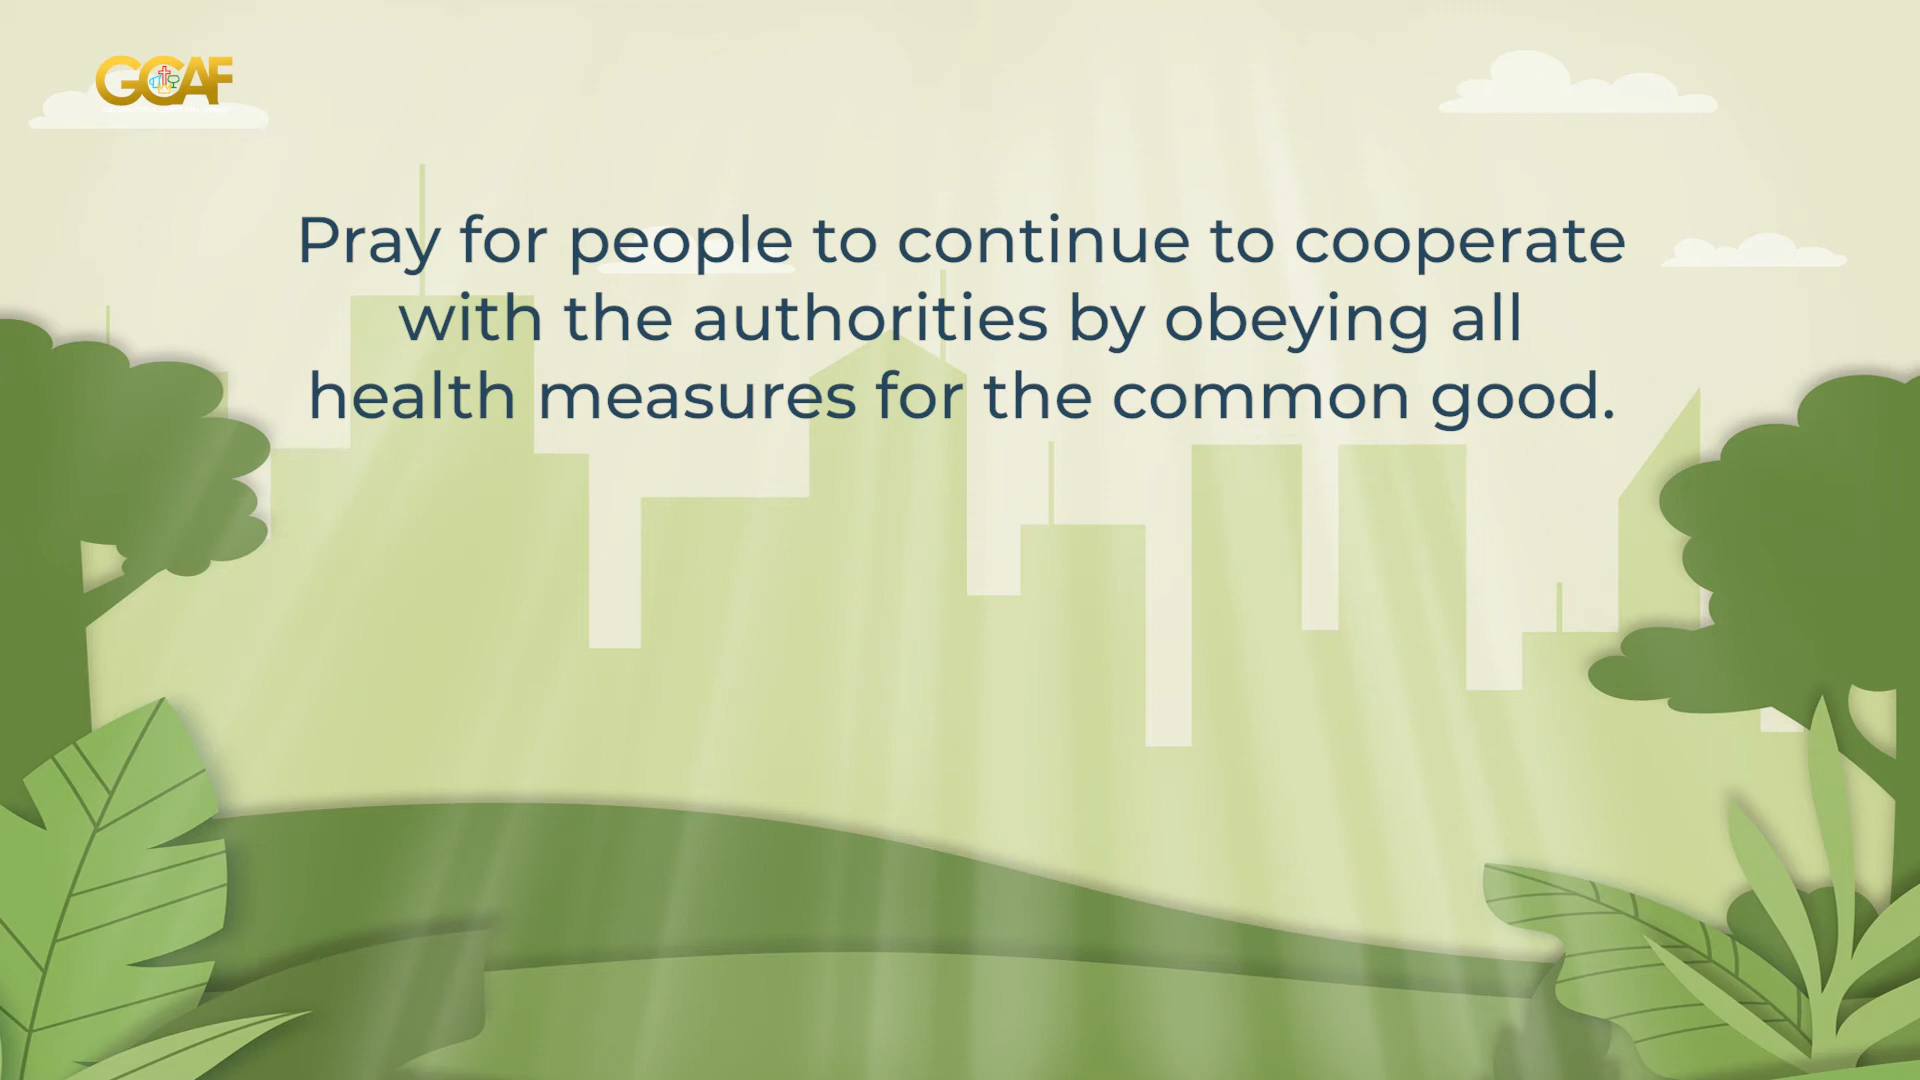 GCAF
Pray for people to continue to cooperate
with the authorities by obeying all
health measures for the common good.